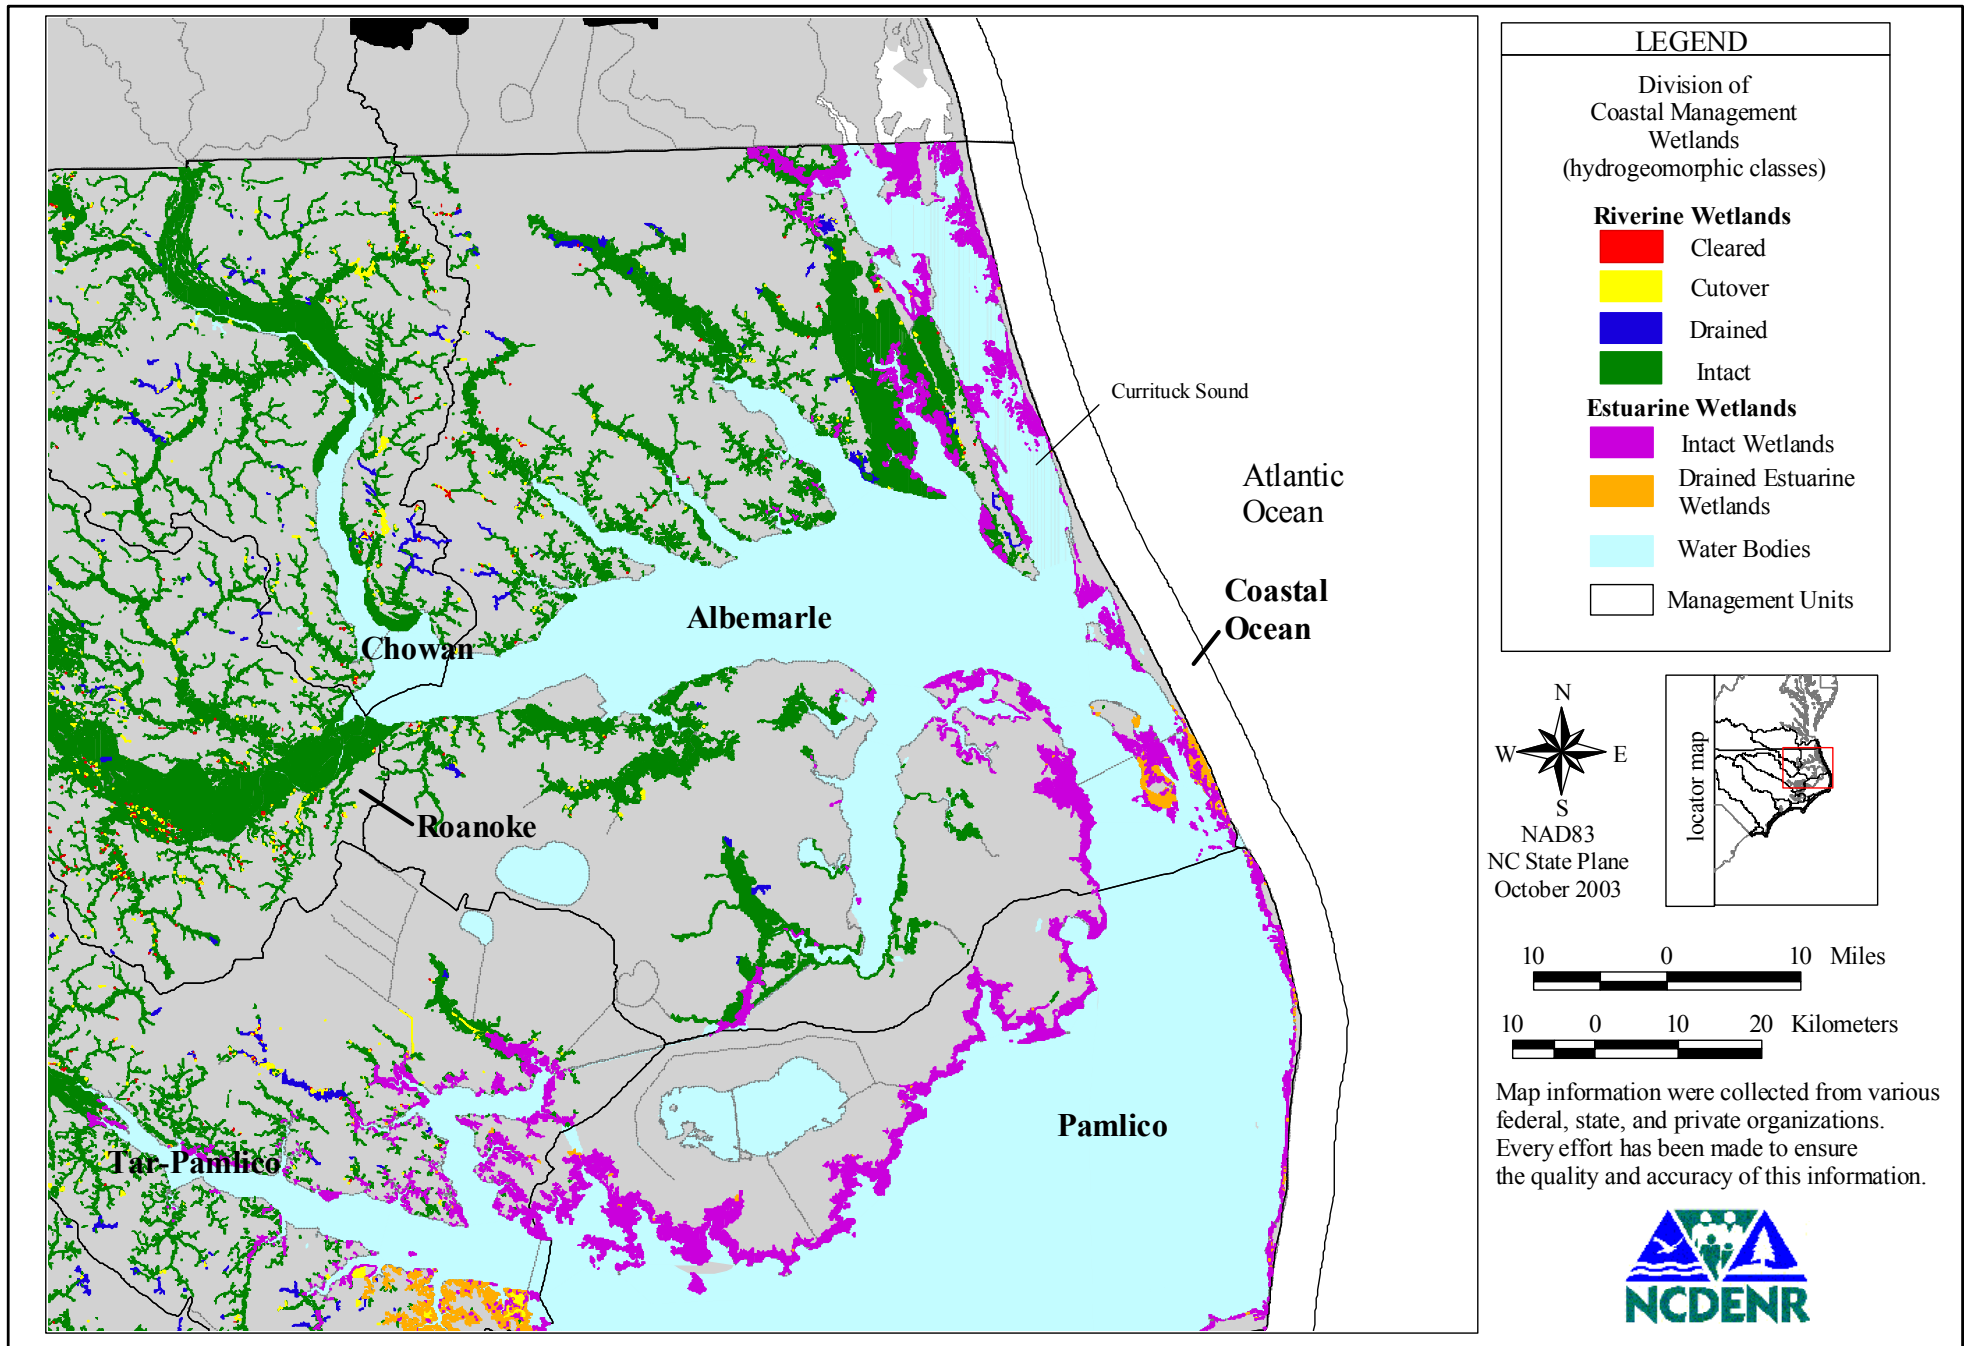 Currituck Sound
Atlantic
Ocean
Coastal
Ocean
Albemarle
Chowan
Roanoke
Pamlico
Tar-Pamlico
LEGEND
Division of
Coastal Management
Wetlands
(hydrogeomorphic classes)
Riverine Wetlands
Cleared
Cutover
Drained
Intact
Estuarine Wetlands
Intact Wetlands
Drained Estuarine
Wetlands
Water Bodies
Management Units
N
W E
S
NAD83
NC State Plane
October 2003
locator map
10 0 10 Miles
10 0 10 20 Kilometers
Map information were collected from various
federal, state, and private organizations.
Every effort has been made to ensure
the quality and accuracy of this information.
NCDENR